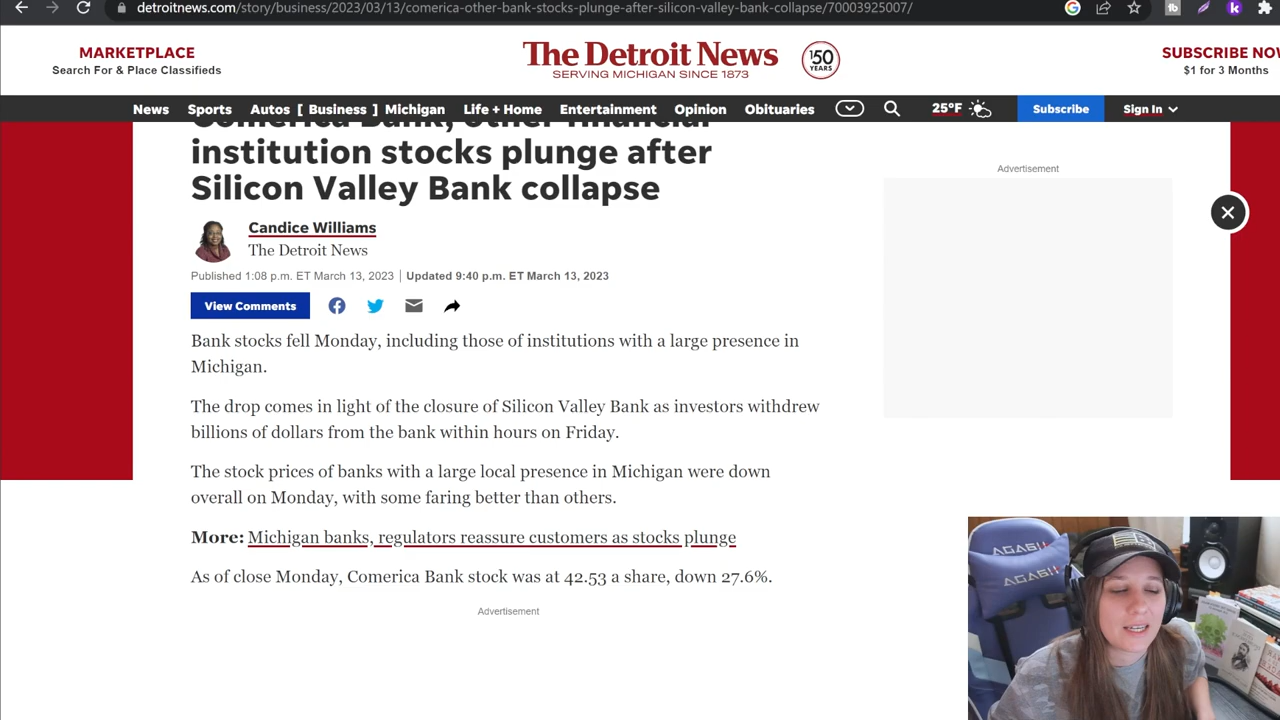 detroitnews.com/story/business/2023/03/13/comerica-other-bank-stocks-plunge-after-silicon-valley-bank-collapse/70003925007/
MARKETPLACE
Search For & Place Classifieds
The Detroit News
SERVING MICHIGAN SINCE 1873
150
YEARS
SUBSCRIBE NOW
$1 for 3 Months
News Sports Autos [ Business ] Michigan Life + Home Entertainment Opinion Obituaries 25°F Subscribe Sign In
Comerica Bank, other financial
institution stocks plunge after
Silicon Valley Bank collapse
Candice Williams
The Detroit News
Published 1:08 p.m. ET March 13, 2023 | Updated 9:40 p.m. ET March 13, 2023
View Comments
Bank stocks fell Monday, including those of institutions with a large presence in
Michigan.
The drop comes in light of the closure of Silicon Valley Bank as investors withdrew
billions of dollars from the bank within hours on Friday.
The stock prices of banks with a large local presence in Michigan were down
overall on Monday, with some faring better than others.
More: Michigan banks, regulators reassure customers as stocks plunge
As of close Monday, Comerica Bank stock was at 42.53 a share, down 27.6%.
Advertisement
Advertisement